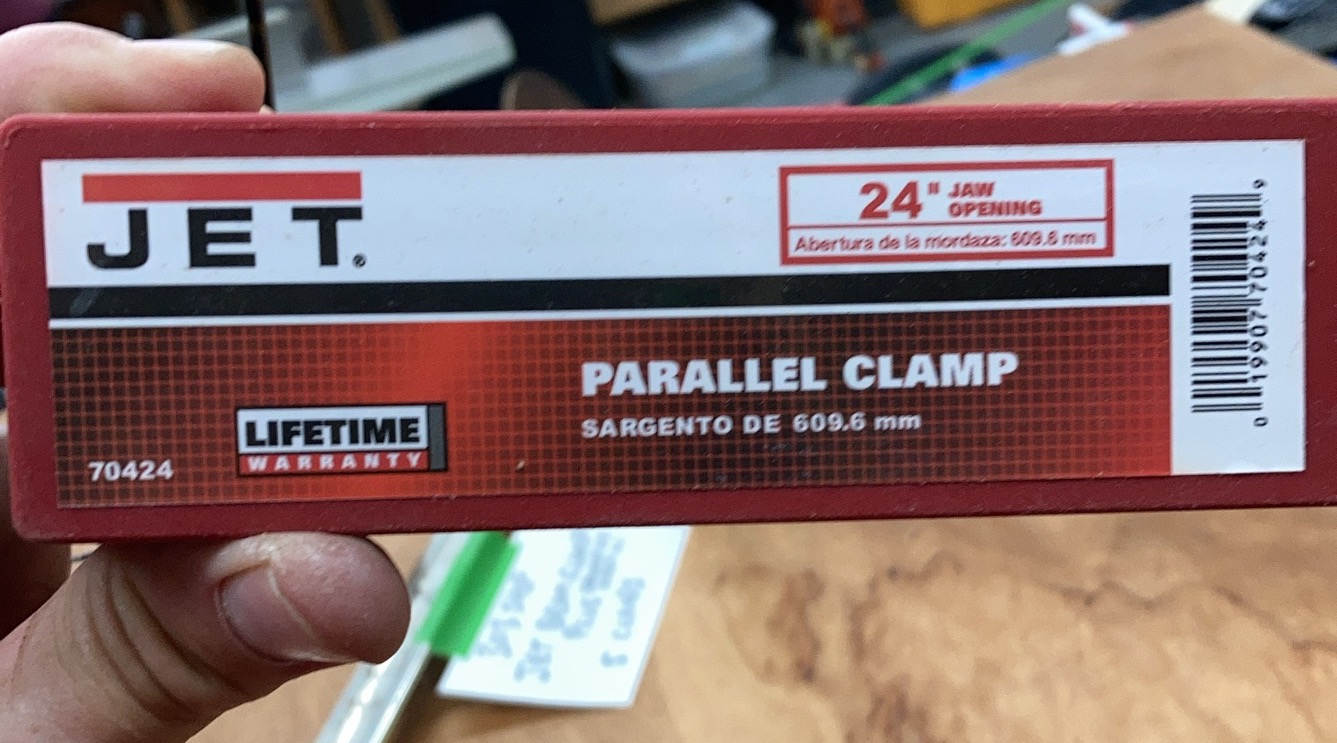 JET®
24" JAW
OPENING
Abertura de la mordaza: 609.6 mm
PARALLEL CLAMP
SARGENTO DE 609.6 mm
LIFETIME
WARRANTY
70424
0 19907 70424 9